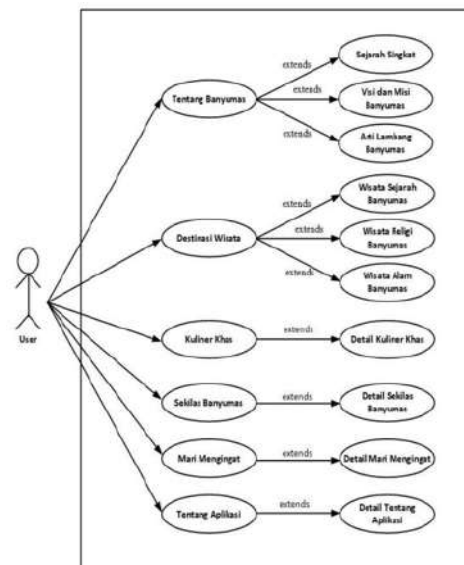 extends
Sejarah Singkat
Tentang Banyumas
extends
Visi dan Misi
Banyumas
extends
Arti Lambang
Banyumas
Wisata Sejarah
Banyumas
extends
Destinasi Wisata
extends
Wisata Religi
Banyumas
extends
Wisata Alam
Banyumas
User
Kuliner Khas
extends
Detail Kuliner Khas
Sekilas Banyumas
extends
Detail Sekilas
Banyumas
Mari Mengingat
extends
Detail Mari Mengingat
Tentang Aplikasi
extends
Detail Tentang
Aplikasi